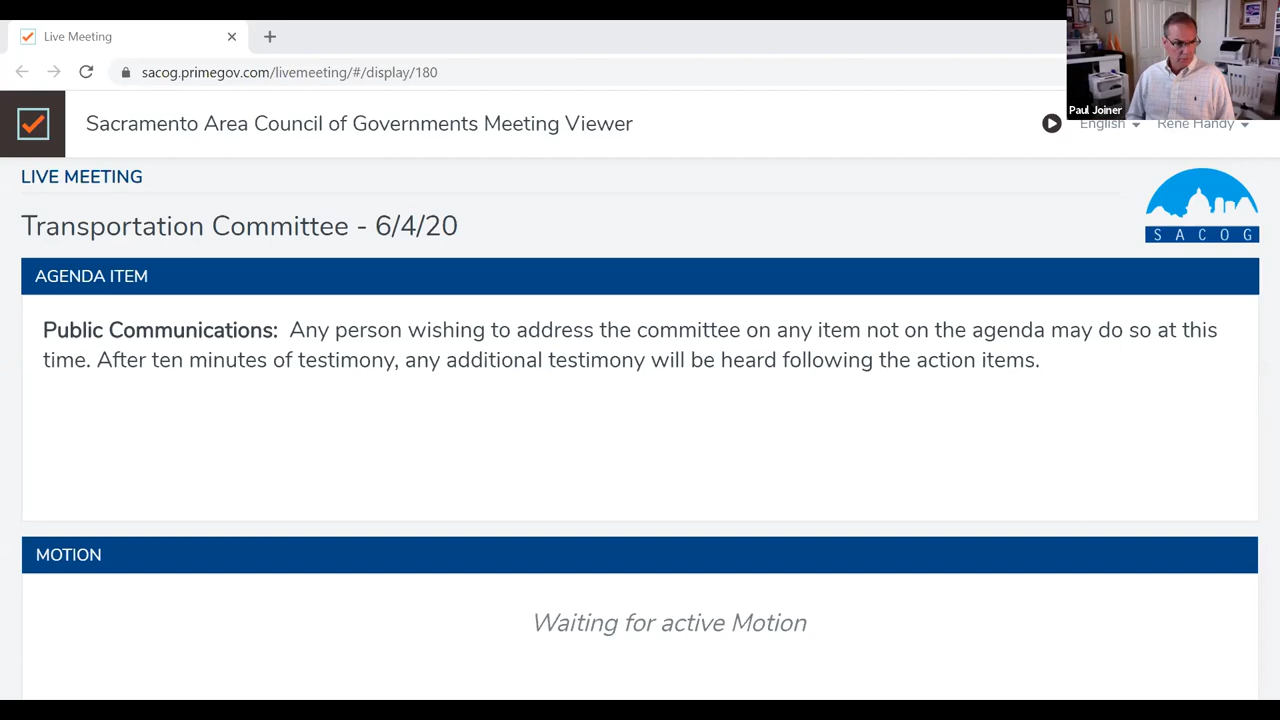 Live Meeting
sacog.primegov.com/livemeeting/#/display/180
Paul Joiner
Sacramento Area Council of Governments Meeting Viewer
English
Rene Handy
LIVE MEETING
Transportation Committee - 6/4/20
SACOG
AGENDA ITEM
Public Communications: Any person wishing to address the committee on any item not on the agenda may do so at this
time. After ten minutes of testimony, any additional testimony will be heard following the action items.
MOTION
Waiting for active Motion